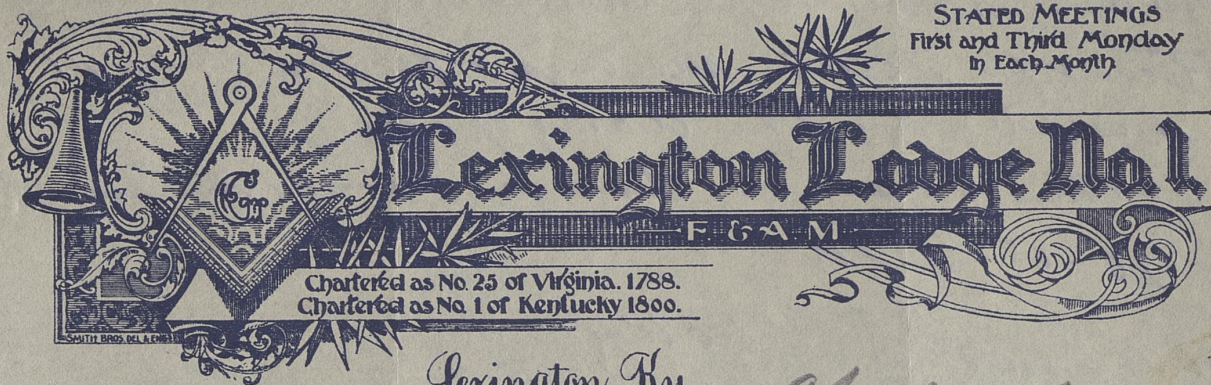 STATED MEETINGS
First and Third Monday
In Each Month
Lexington Lodge No. 1.
F. & A. M.
G
Chartered as No. 25 of Virginia. 1788.
Chartered as No. 1 of Kentucky 1800.
SMITH BROS. DEL. & ENG.
Lexington, Ky.